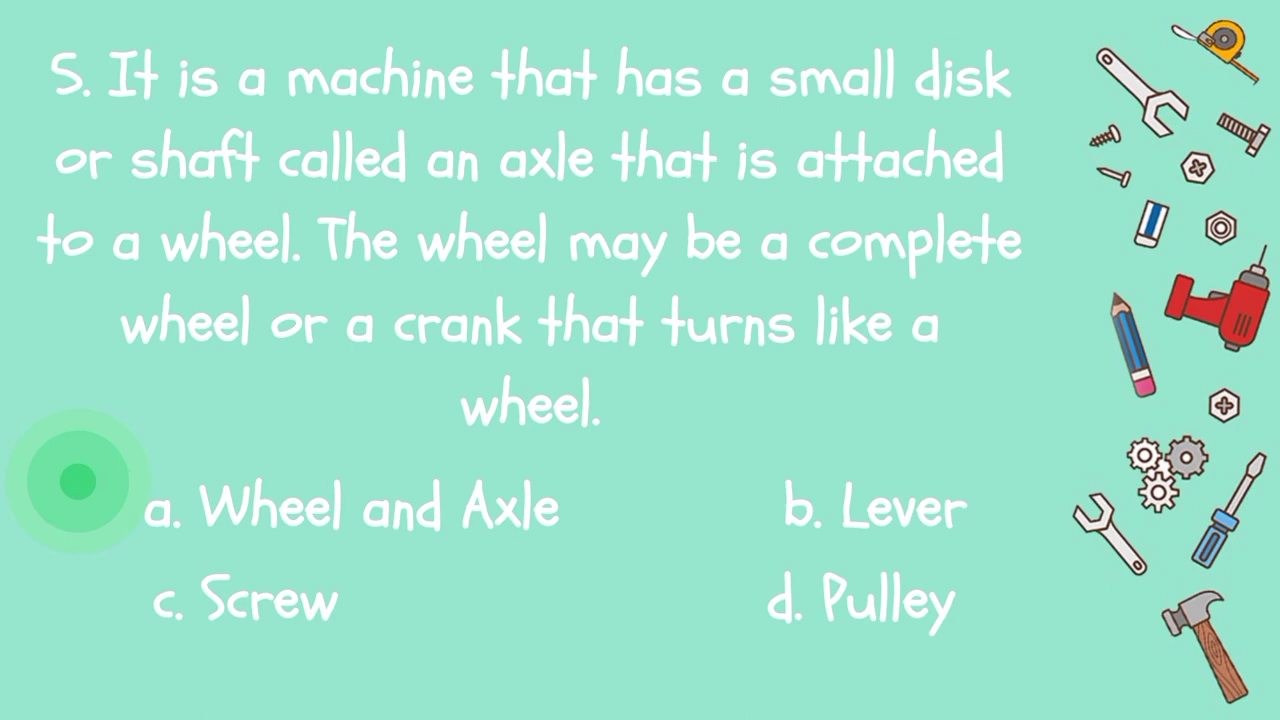 5. It is a machine that has a small disk
or shaft called an axle that is attached
to a wheel. The wheel may be a complete
wheel or a crank that turns like a
wheel.
a. Wheel and Axle
b. Lever
c. Screw
d. Pulley